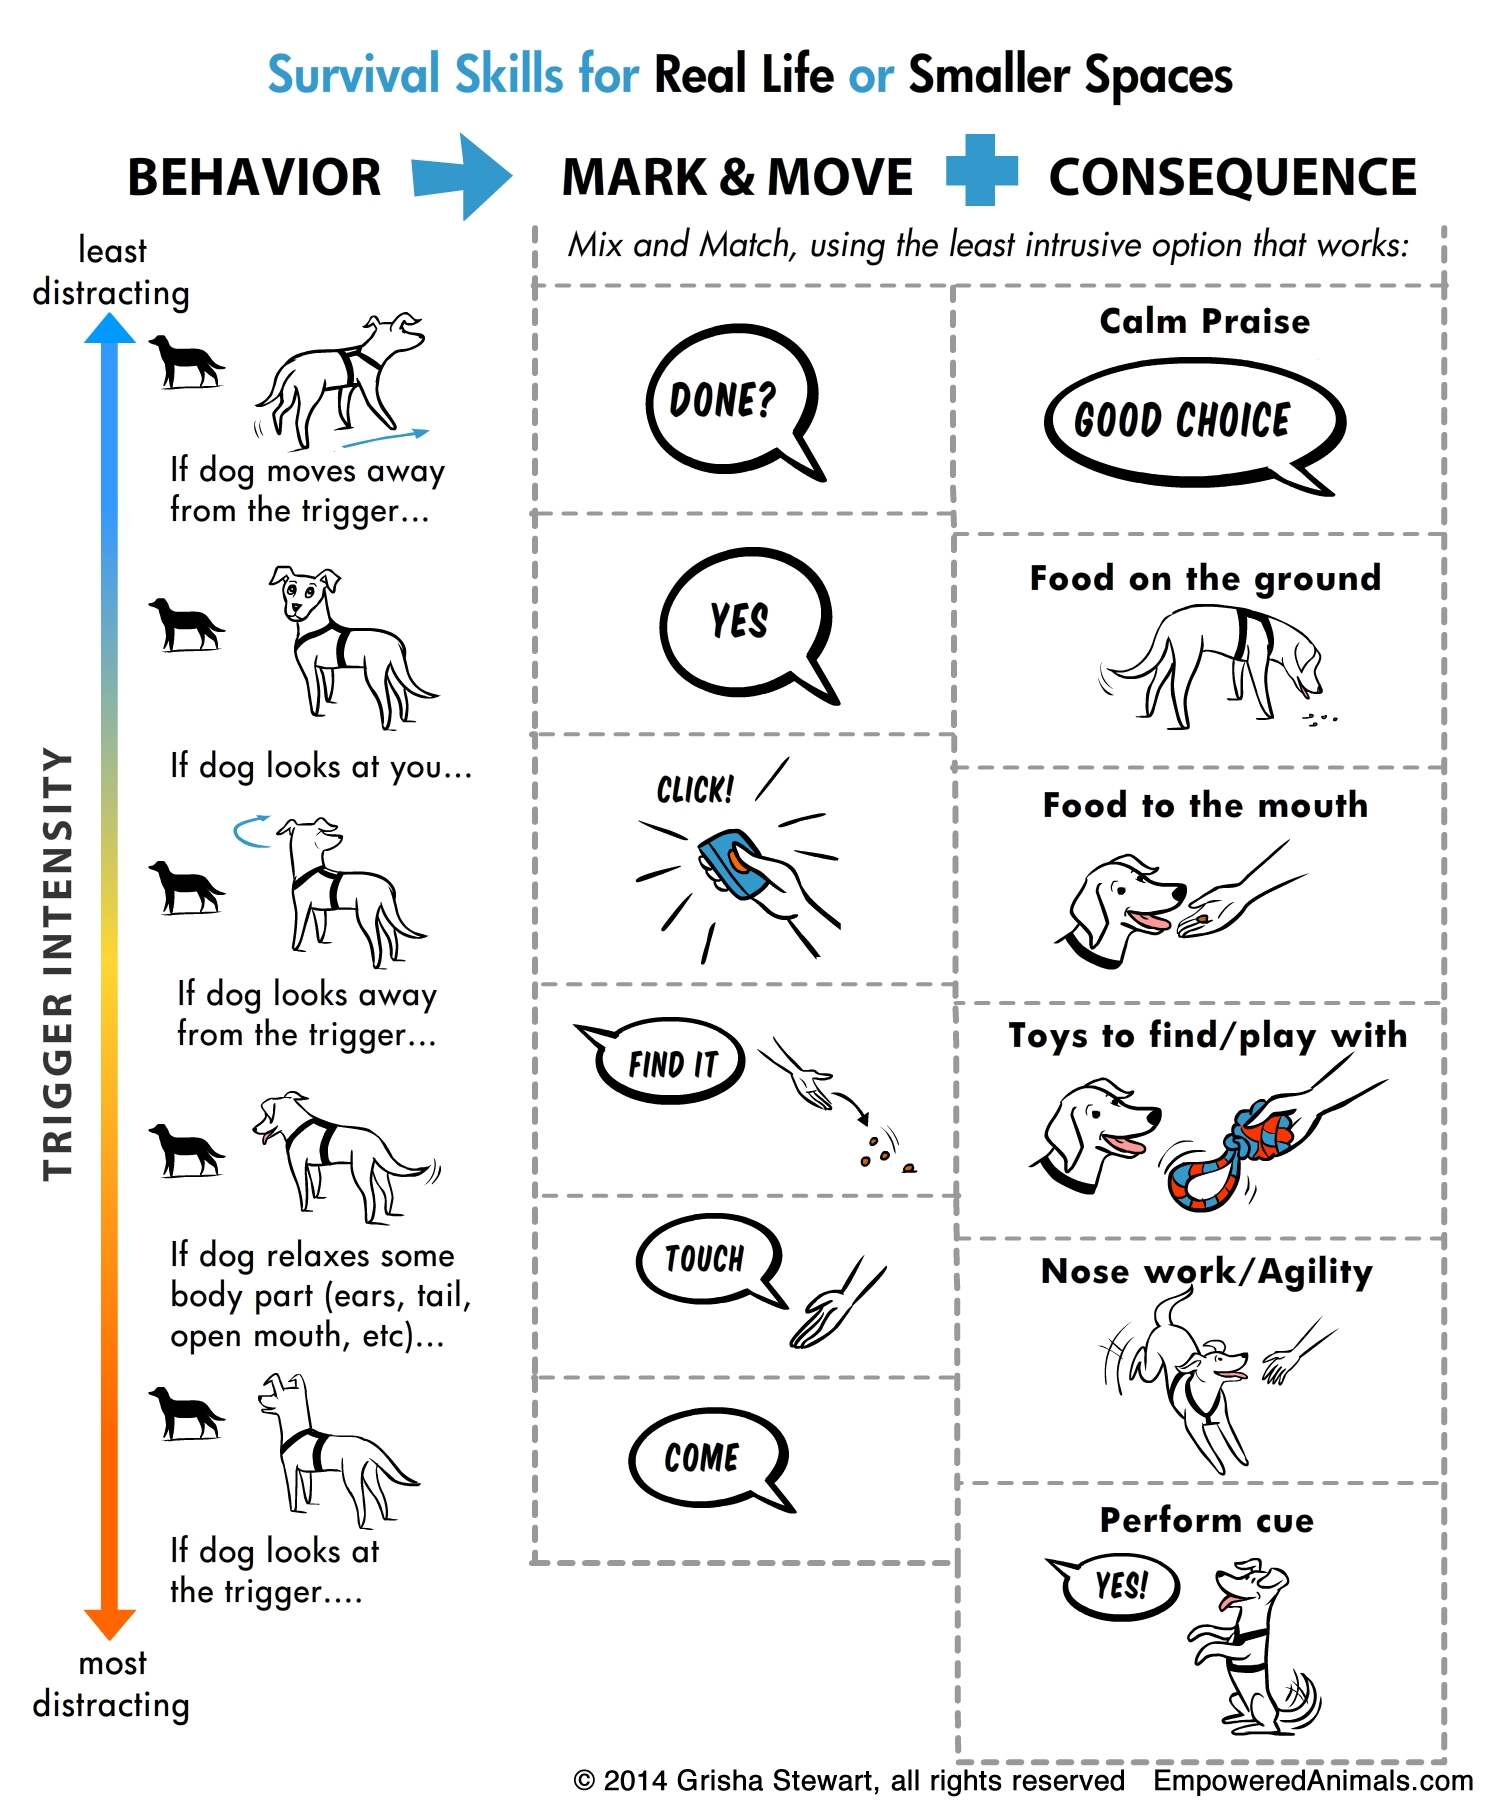 Survival Skills for Real Life or Smaller Spaces
BEHAVIOR
MARK & MOVE
CONSEQUENCE
Mix and Match, using the least intrusive option that works:
least
distracting
TRIGGER INTENSITY
most
distracting
If dog moves away
from the trigger...
If dog looks at you...
If dog looks away
from the trigger...
If dog relaxes some
body part (ears, tail,
open mouth, etc)...
If dog looks at
the trigger....
DONE?
YES
CLICK!
FIND IT
TOUCH
COME
Calm Praise
GOOD CHOICE
Food on the ground
Food to the mouth
Toys to find/play with
Nose work/Agility
Perform cue
YES!
© 2014 Grisha Stewart, all rights reserved EmpoweredAnimals.com